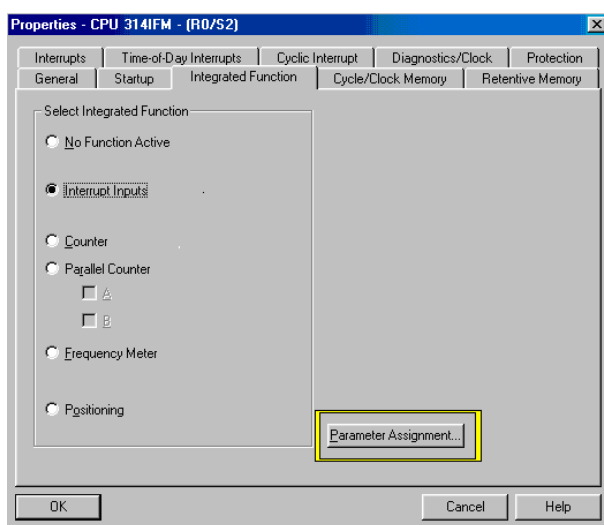 Properties - CPU 314IFM - (R0/S2)
Interrupts Time-of-Day Interrupts Cyclic Interrupt Diagnostics/Clock Protection
General Startup Integrated Function Cycle/Clock Memory Retentive Memory
Select Integrated Function
No Function Active
Interrupt Inputs
Counter
Parallel Counter
A
B
Frequency Meter
Positioning
Parameter Assignment...
OK Cancel Help